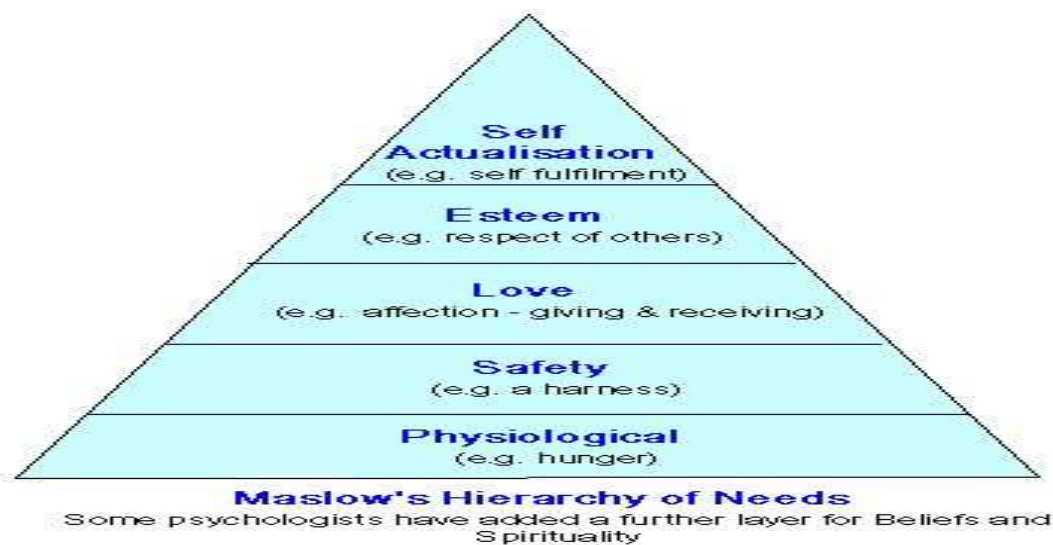 Self
Actualisation
(e.g. self fulfilment)
Esteem
(e.g. respect of others)
Love
(e.g. affection - giving & receiving)
Safety
(e.g. a harness)
Physiological
(e.g. hunger)
Maslow's Hierarchy of Needs
Some psychologists have added a further layer for Beliefs and
Spirituality